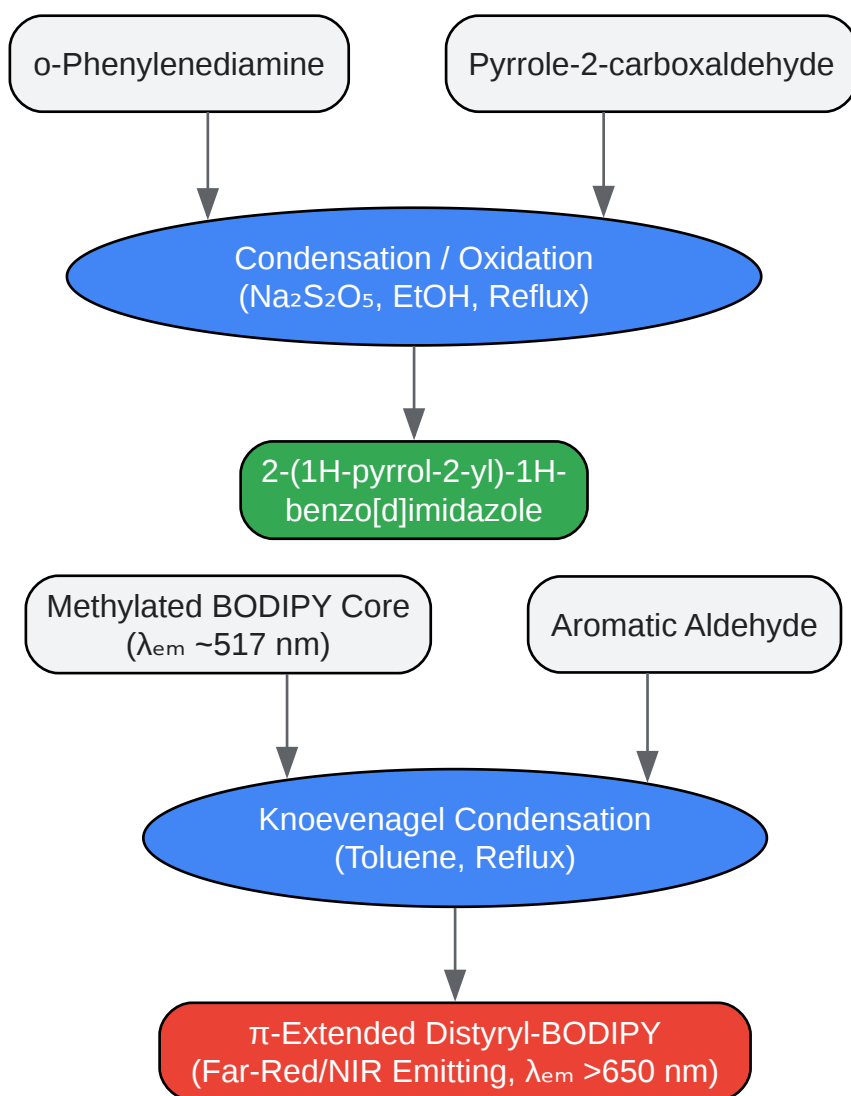 o-Phenylenediamine
Pyrrole-2-carboxaldehyde
Condensation / Oxidation
(Na₂S₂O₅, EtOH, Reflux)
2-(1H-pyrrol-2-yl)-1H-
benzo[d]imidazole
Methylated BODIPY Core
(λₑₘ ~517 nm)
Aromatic Aldehyde
Knoevenagel Condensation
(Toluene, Reflux)
π-Extended Distyryl-BODIPY
(Far-Red/NIR Emitting, λₑₘ >650 nm)